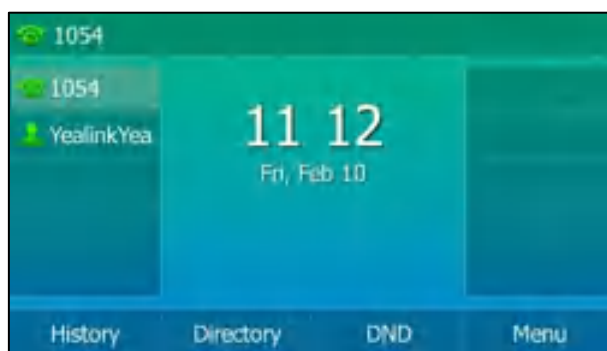 1054
1054
YealinkYea
11 12
Fri, Feb 10
History Directory DND Menu